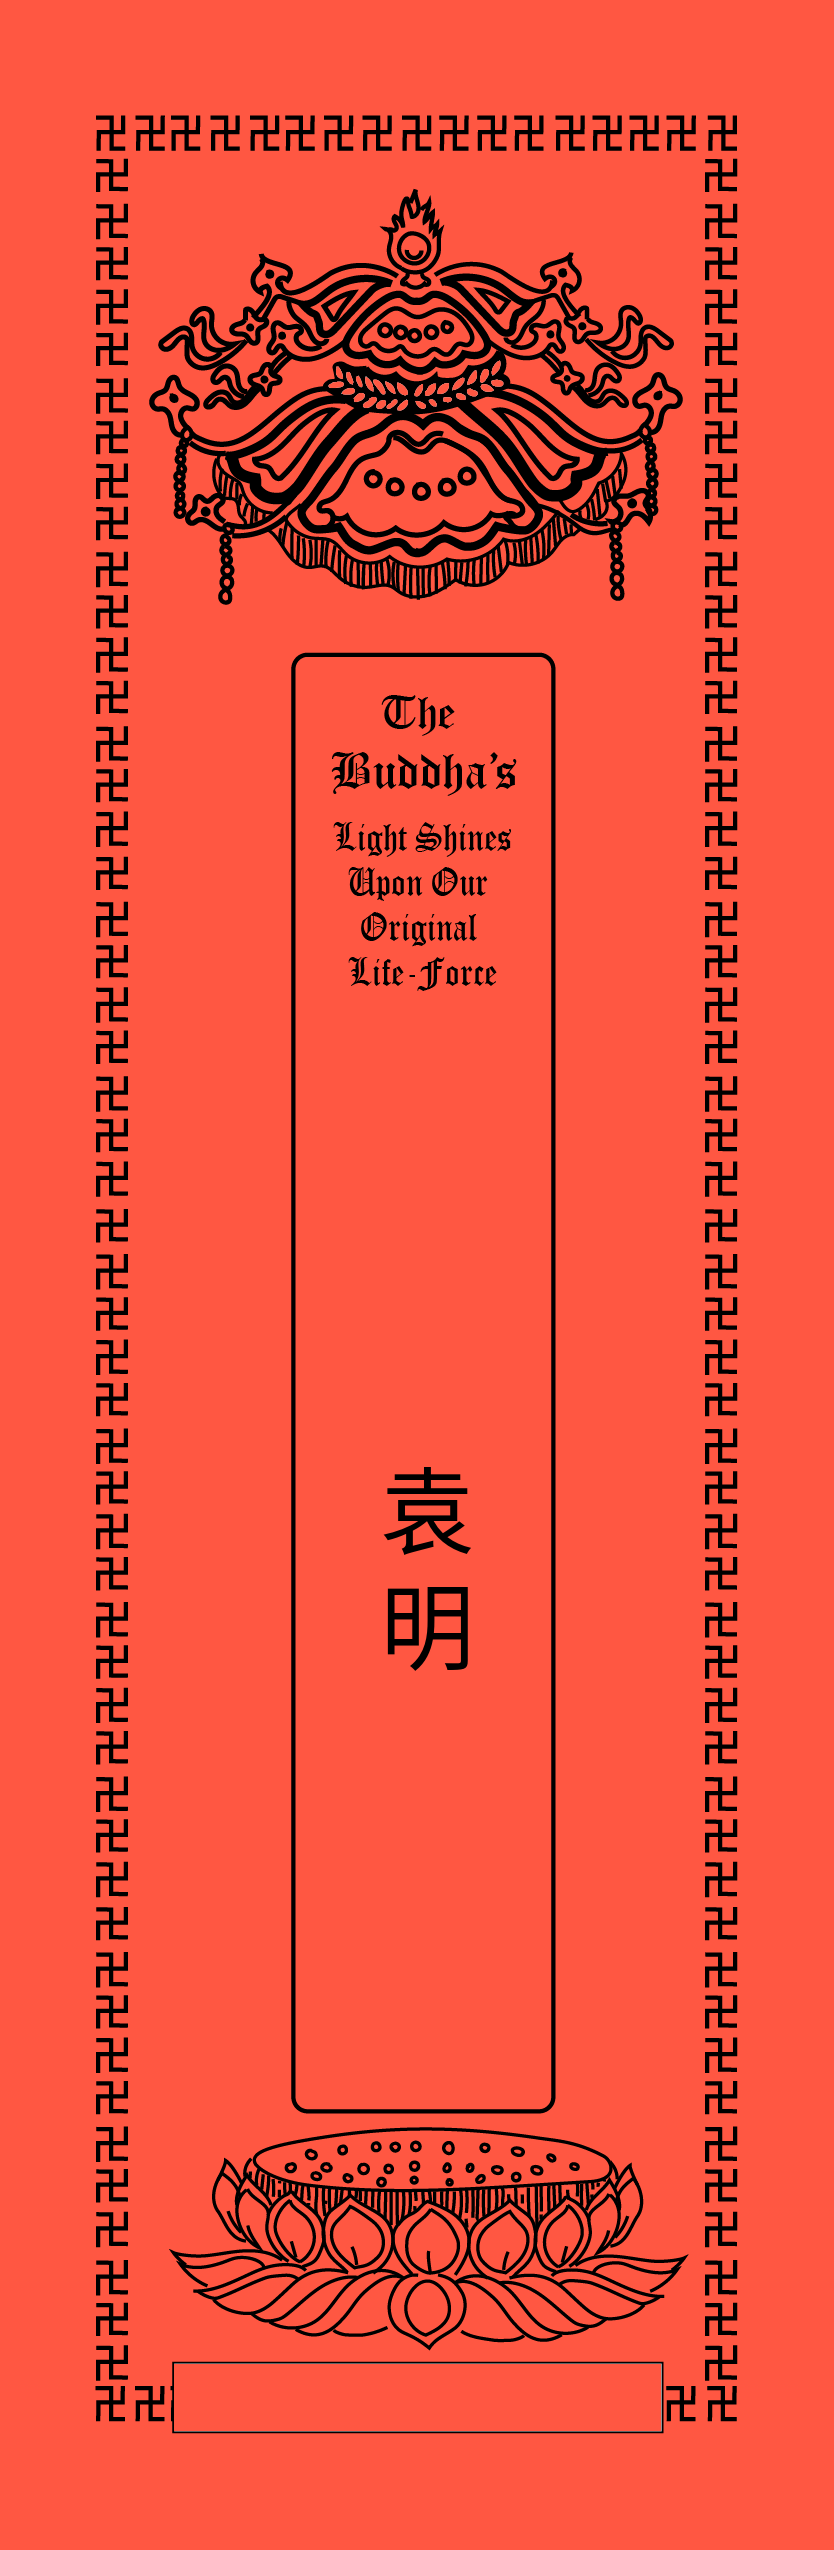 The
Buddha's
Light Shines
Upon Our
Original
Life-Force
袁
明